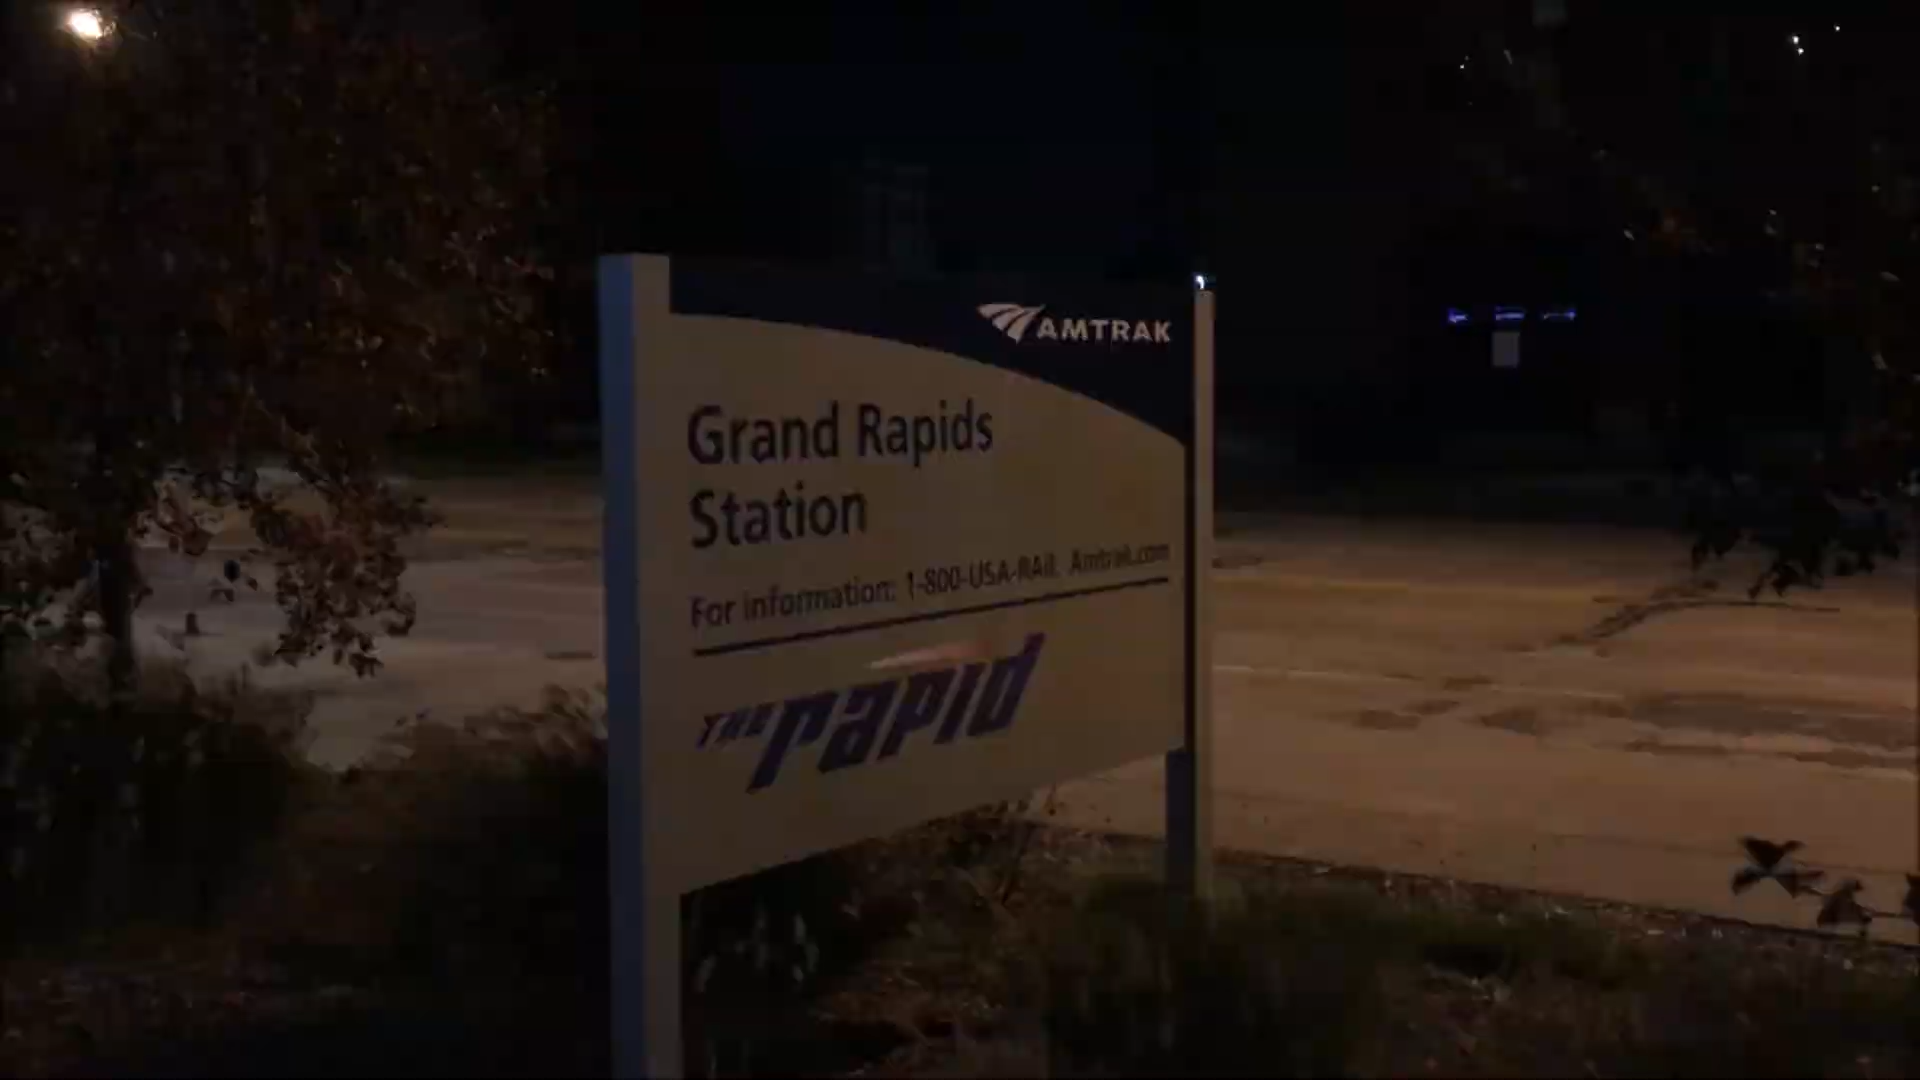 AMTRAK
Grand Rapids
Station
For information: 1-800-USA-RAIL Amtrak.com
THE rapid